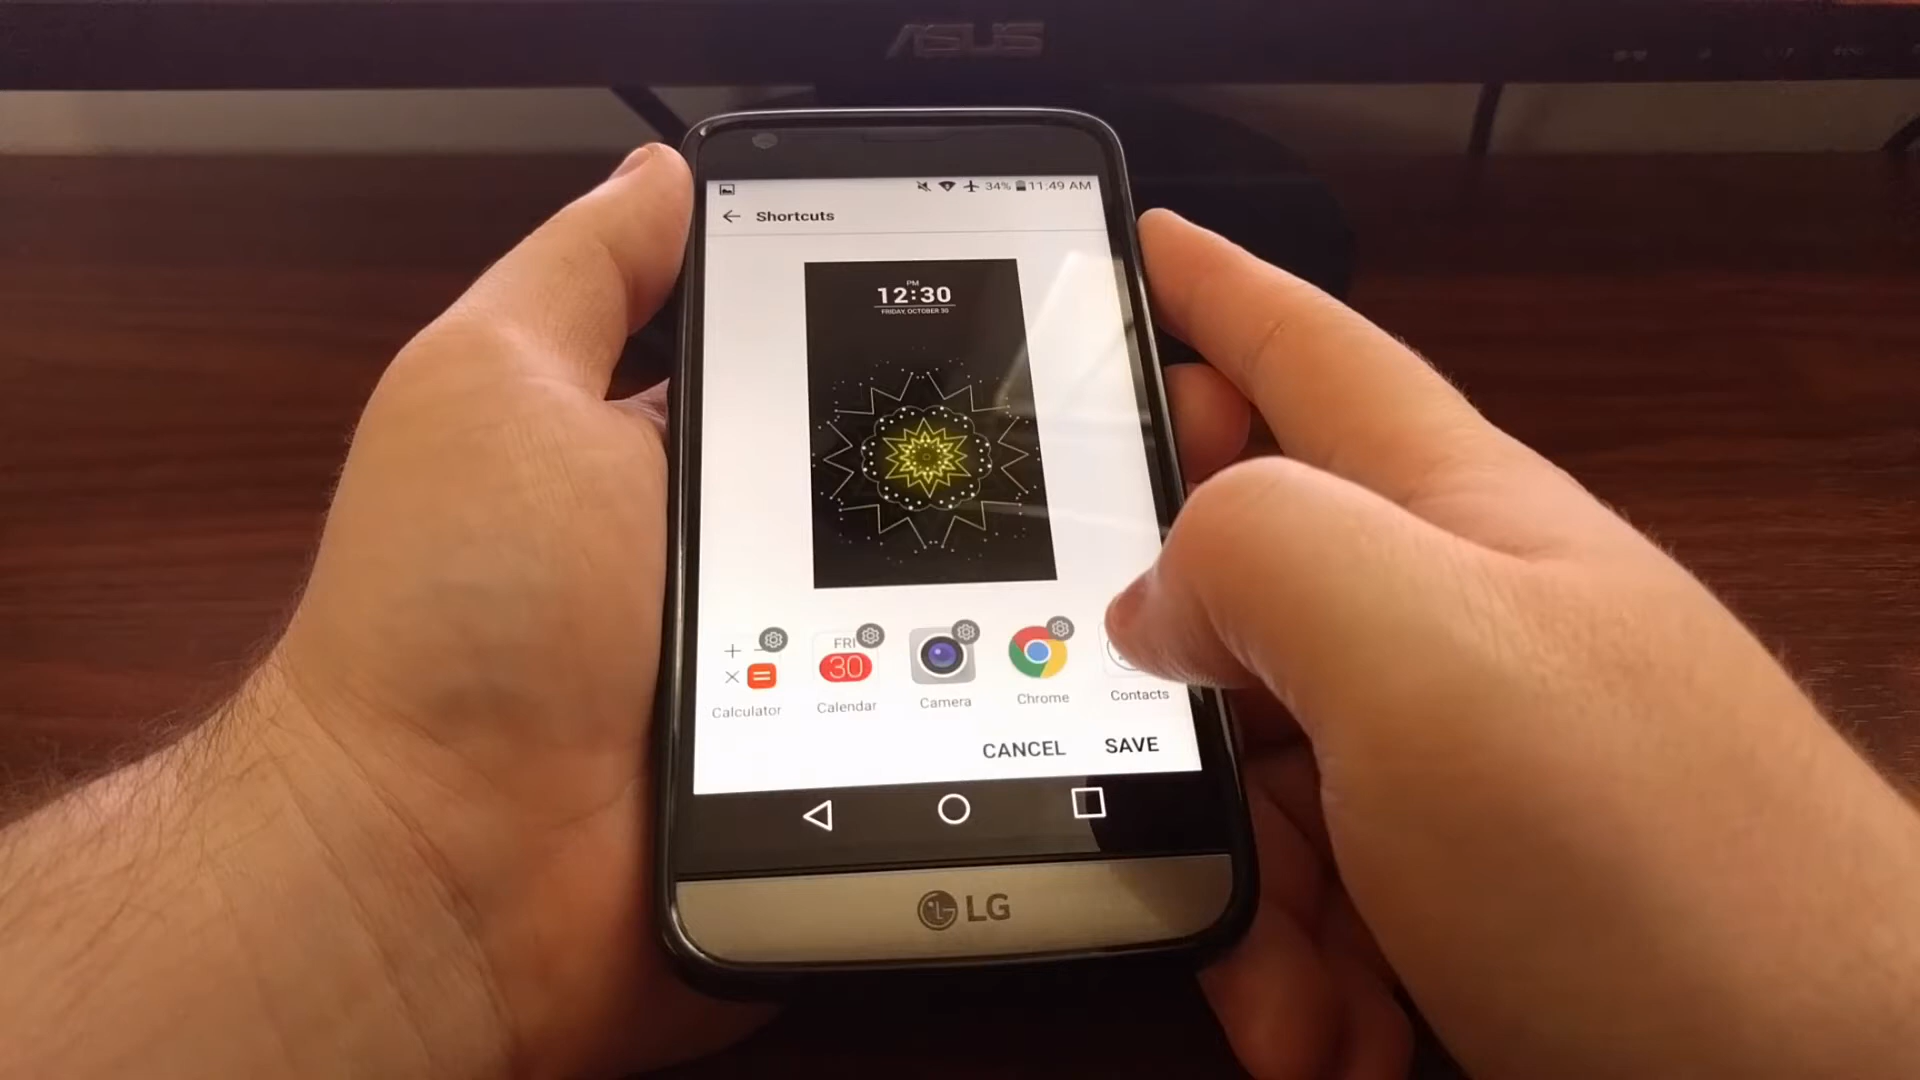 ASUS
34% 11:49 AM
Shortcuts
PM
12:30
FRIDAY, OCTOBER 30
FRI
30
Calculator Calendar Camera Chrome Contacts
CANCEL SAVE
LG